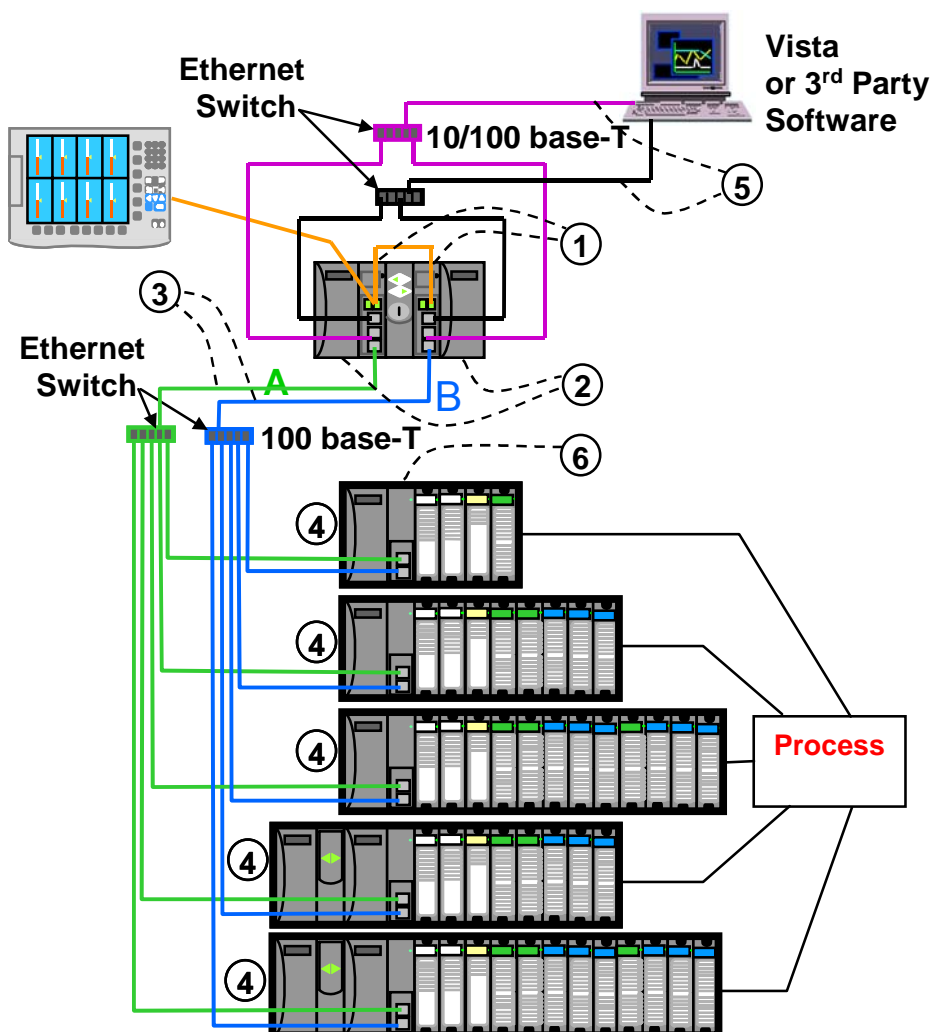 Vista
or 3rd Party
Software
Ethernet
Switch
10/100 base-T
5
1
3
Ethernet
Switch
A
B
2
100 base-T
6
4
4
4
Process
4
4